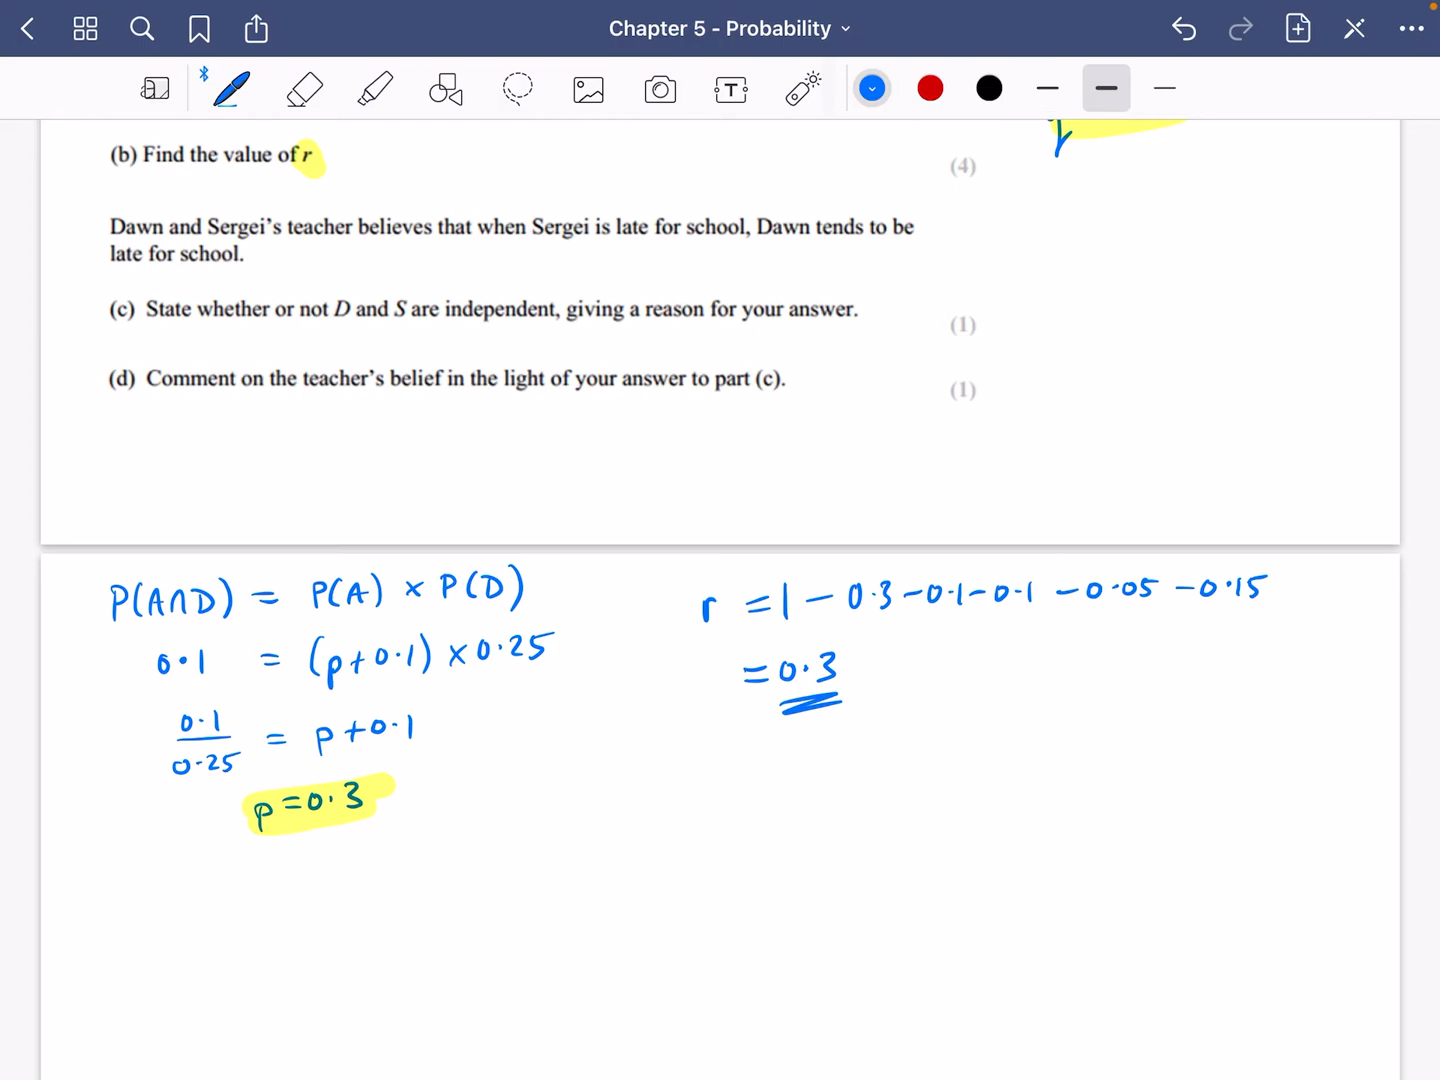 Chapter 5 - Probability
(b) Find the value of r
(4)
Dawn and Sergei's teacher believes that when Sergei is late for school, Dawn tends to be
late for school.
(c) State whether or not D and S are independent, giving a reason for your answer.
(1)
(d) Comment on the teacher's belief in the light of your answer to part (c).
(1)
P(A∩D) = P(A) × P(D)
0.1 = (p+0.1) × 0.25
0.1/0.25 = p+0.1
p=0.3
r = 1 - 0.3 - 0.1 - 0.1 - 0.05 - 0.15
= 0.3